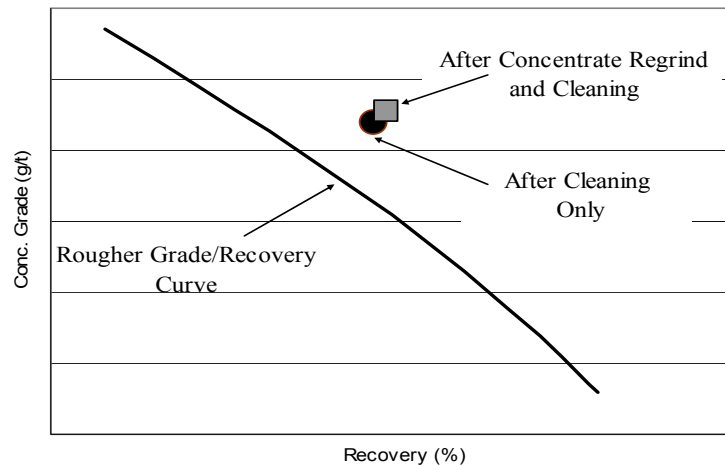 After Concentrate Regrind
and Cleaning
After Cleaning
Only
Rougher Grade/Recovery
Curve
Conc. Grade (g/t)
Recovery (%)